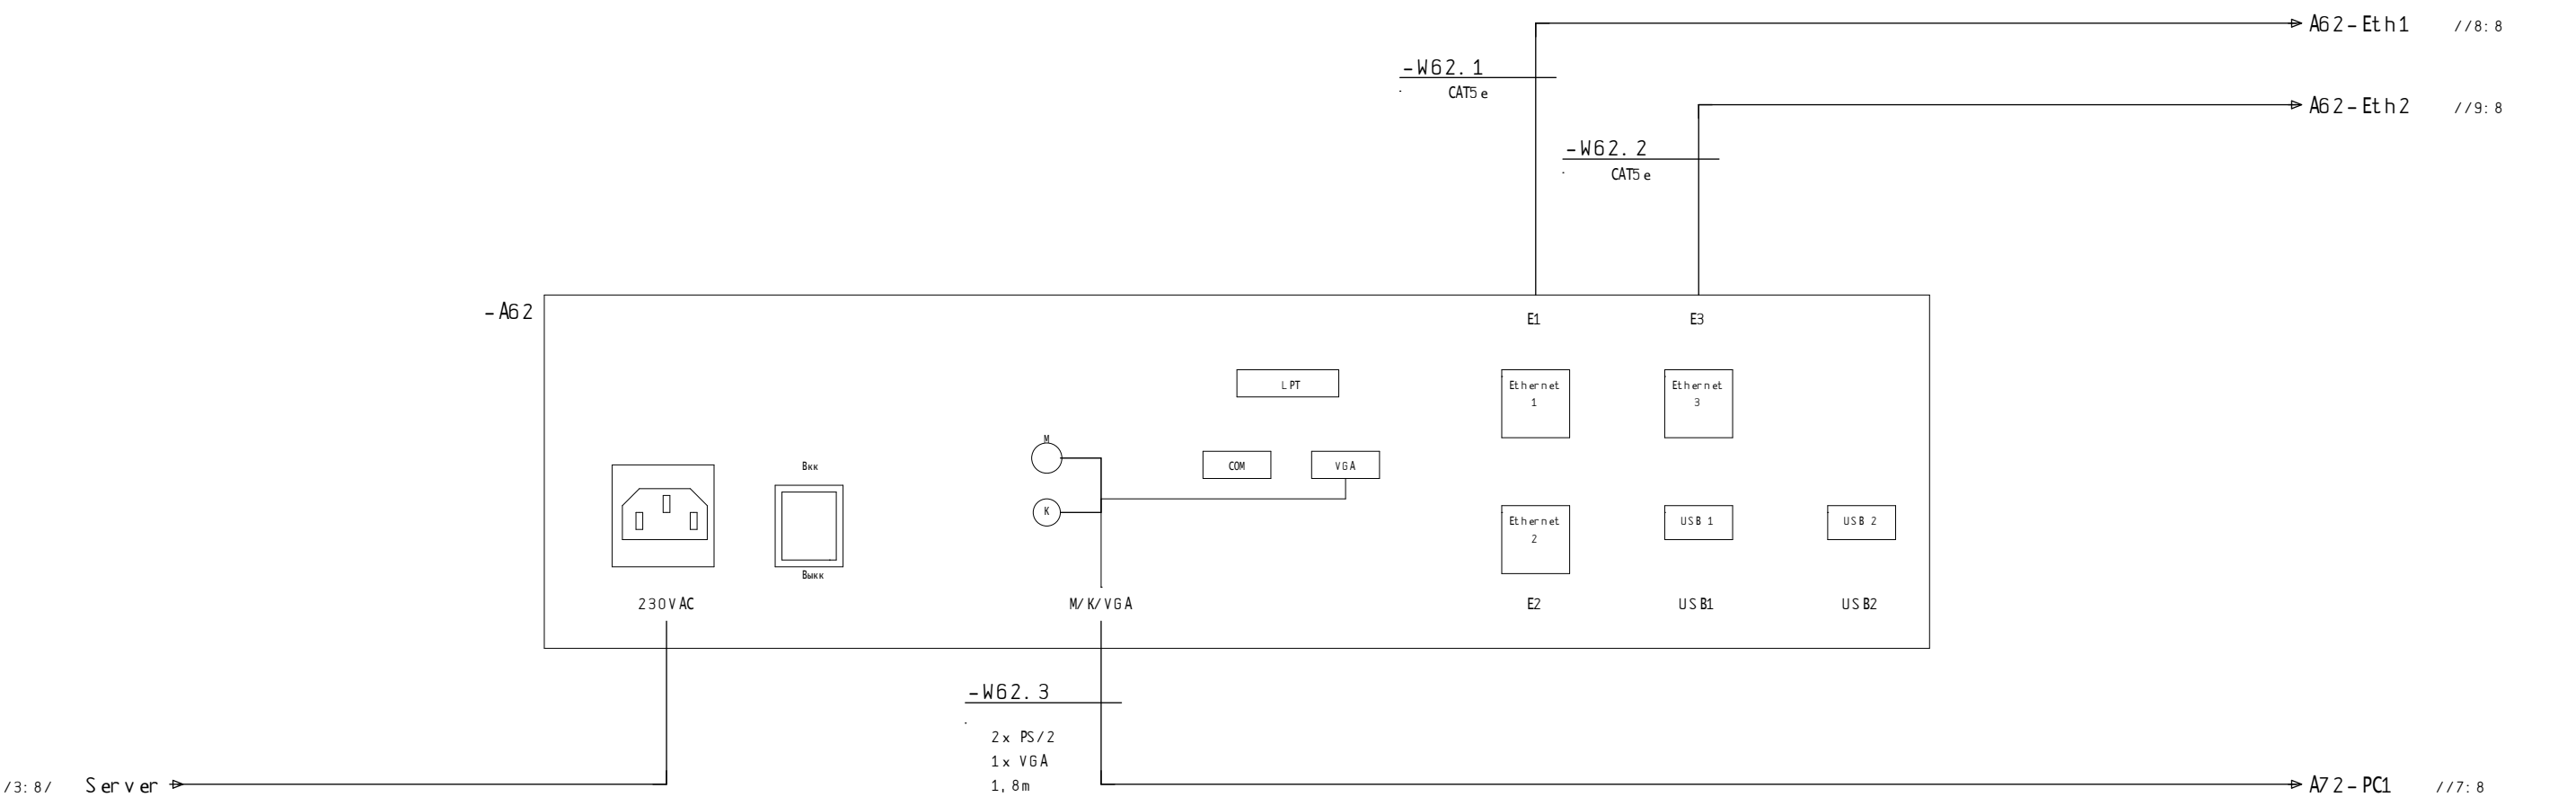 A62-Eth1 //8:8
-W62.1
CAT5e
A62-Eth2 //9:8
-W62.2
CAT5e
-A62
E1 E3
LPT
Ethernet
1
Ethernet
3
M
Вкк
COM
VGA
K
Ethernet
2
USB 1
USB 2
Выкк
230VAC
M/K/VGA
E2
USB1
USB2
-W62.3
2x PS/2
1x VGA
1,8m
/3:8/ Server
A72-PC1 //7:8